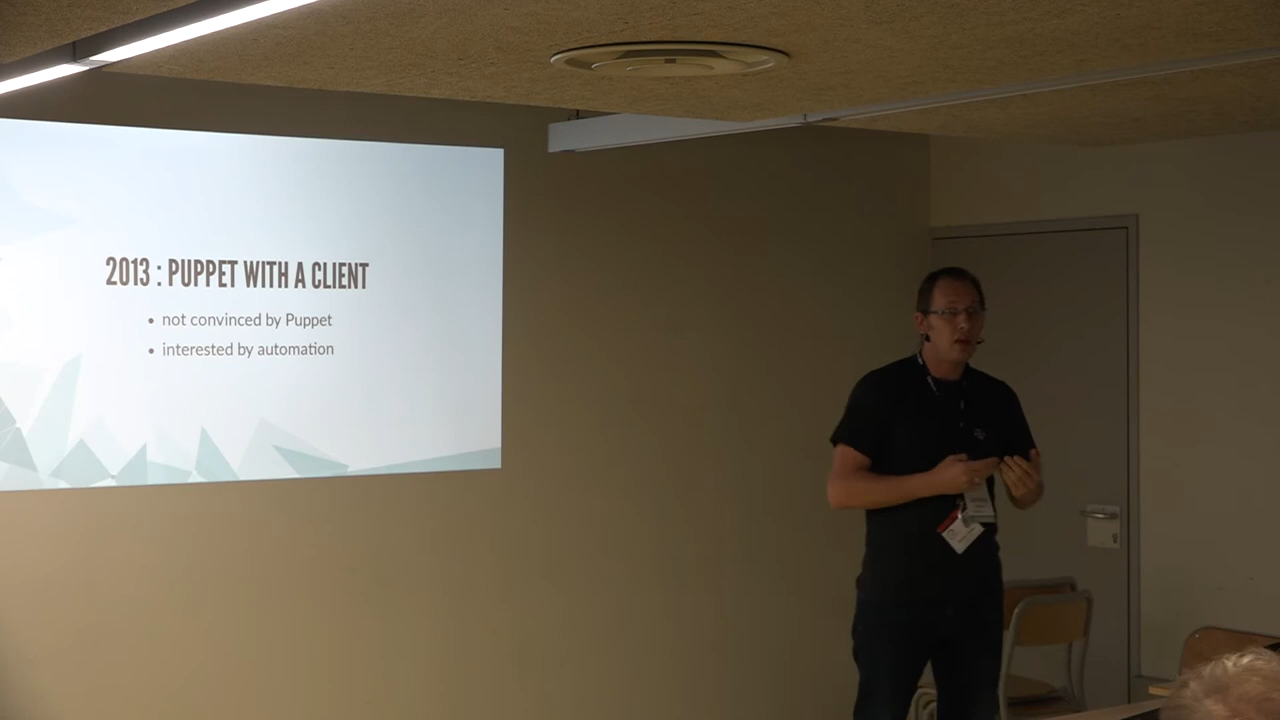 2013 : PUPPET WITH A CLIENT
• not convinced by Puppet
• interested by automation